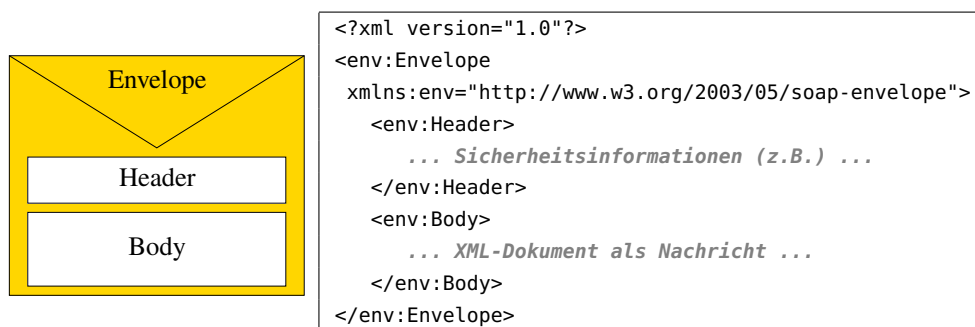 Envelope
Header
Body
<?xml version="1.0"?>
<env:Envelope
 xmlns:env="http://www.w3.org/2003/05/soap-envelope">
   <env:Header>
      ... Sicherheitsinformationen (z.B.) ...
   </env:Header>
   <env:Body>
      ... XML-Dokument als Nachricht ...
   </env:Body>
</env:Envelope>